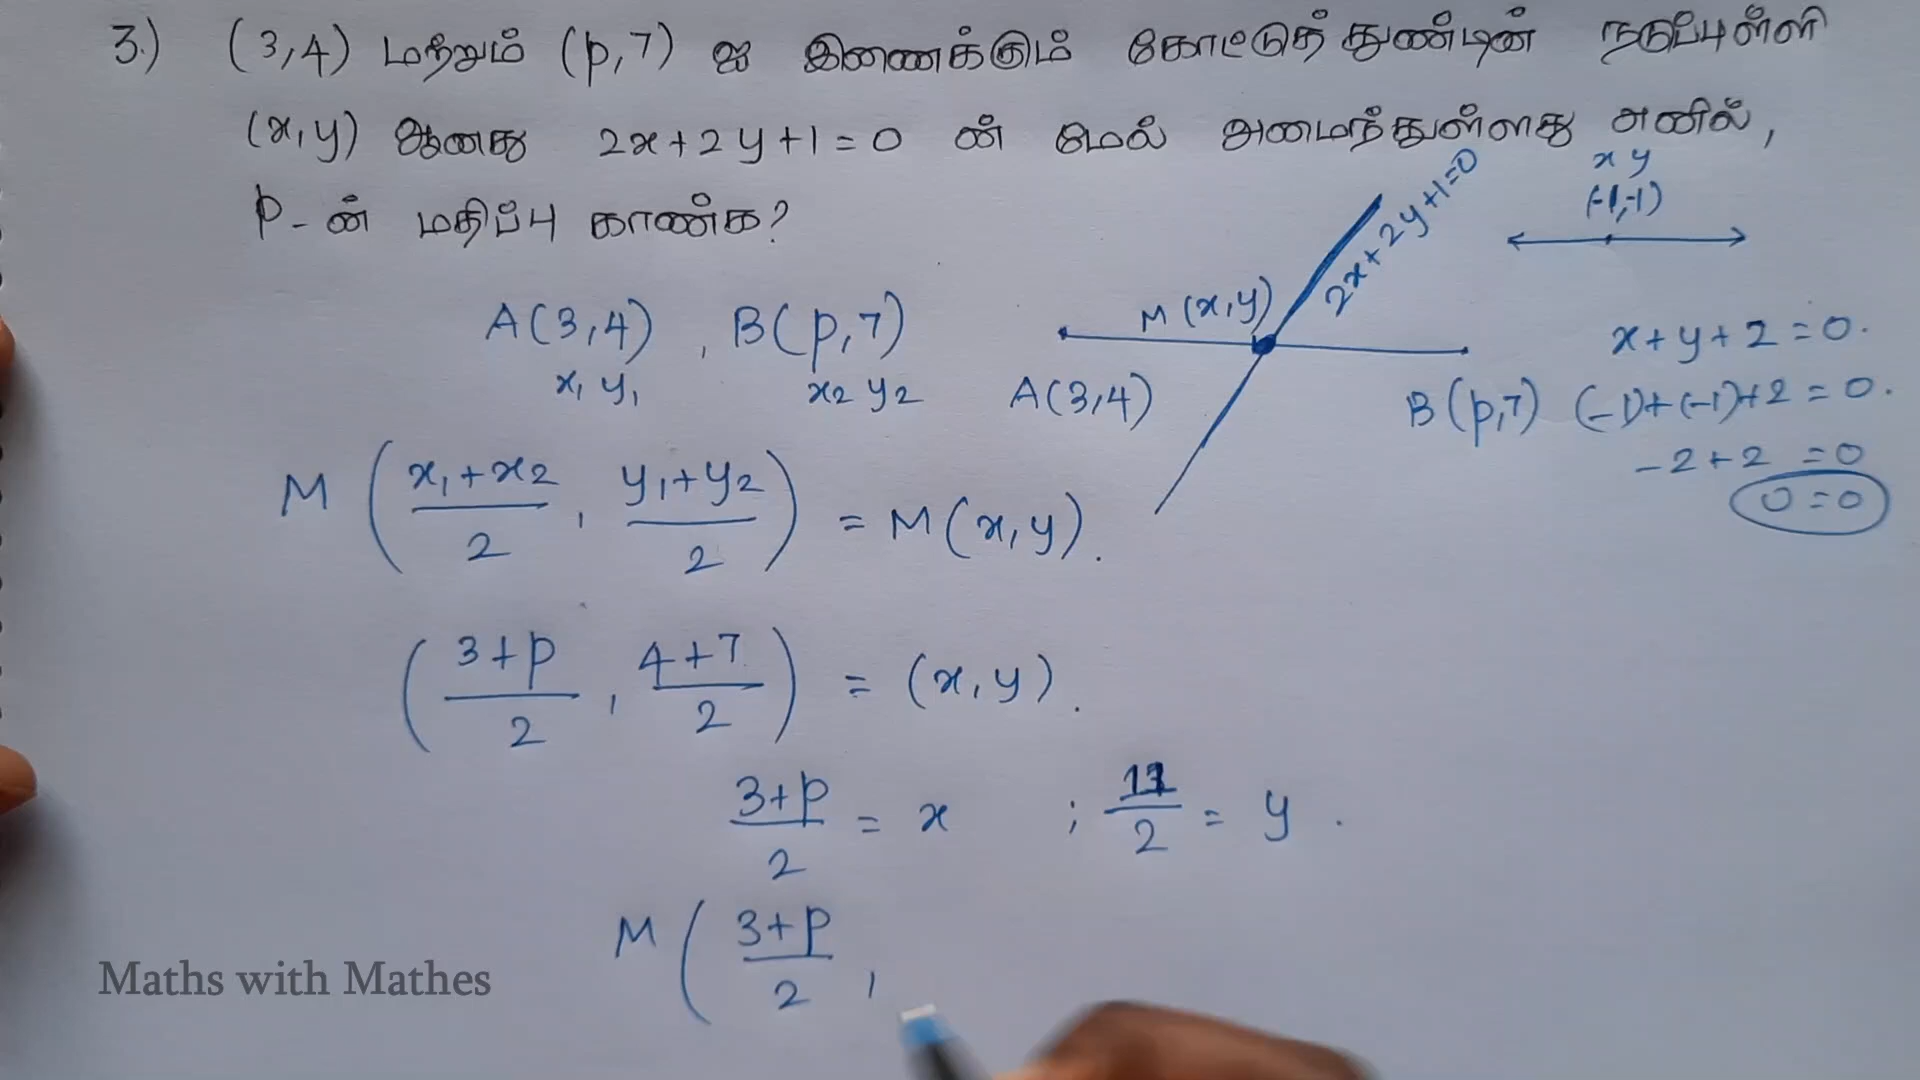 3.) (3,4) மற்றும் (p,7) ஐ இணைக்கும் கோட்டுத்துண்டின் நடுப்புள்ளி
(x,y) ஆனது 2x+2y+1=0 ன் மேல் அமைந்துள்ளது எனில்,
p-ன் மதிப்பு காண்க?
x y
(-1,-1)
2x+2y+1=0
A(3,4) , B(p,7)
x₁ y₁ x₂ y₂
M(x,y)
A(3,4)
B(p,7)
x+y+2=0.
(-1)+(-1)+2=0.
-2+2=0
0=0
M((x₁+x₂)/2, (y₁+y₂)/2) = M(x,y).
((3+p)/2, (4+7)/2) = (x,y).
(3+p)/2 = x ; 11/2 = y.
M((3+p)/2,
Maths with Mathes